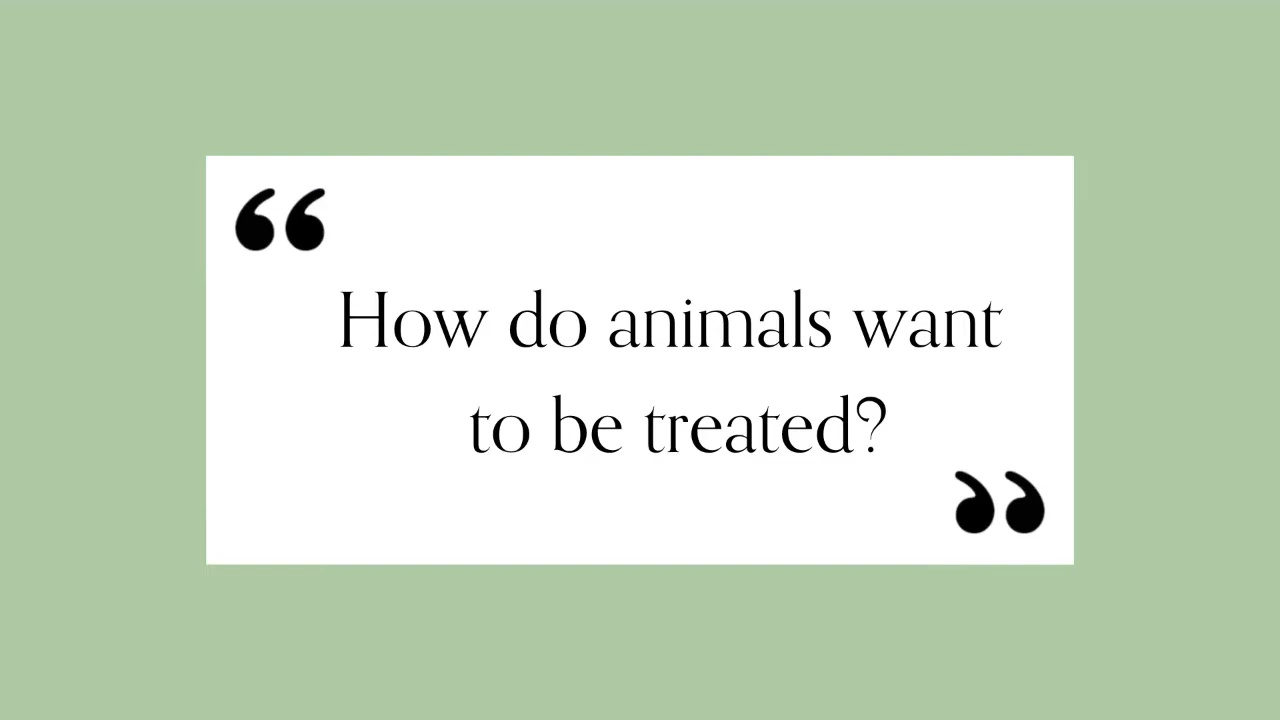 “
How do animals want
to be treated?
”